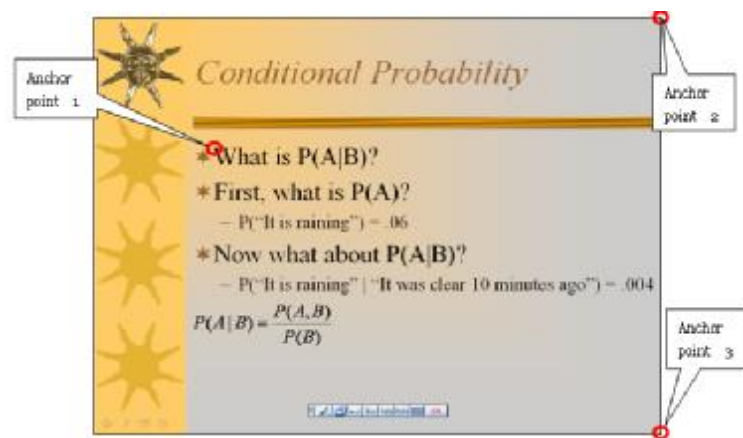 Conditional Probability
Anchor
point 1
Anchor
point 2
What is P(A|B)?
First, what is P(A)?
– P(“It is raining”) = .06
Now what about P(A|B)?
– P(“It is raining” | “It was clear 10 minutes ago”) = .004
P(A|B) = P(A,B)
P(B)
Anchor
point 3